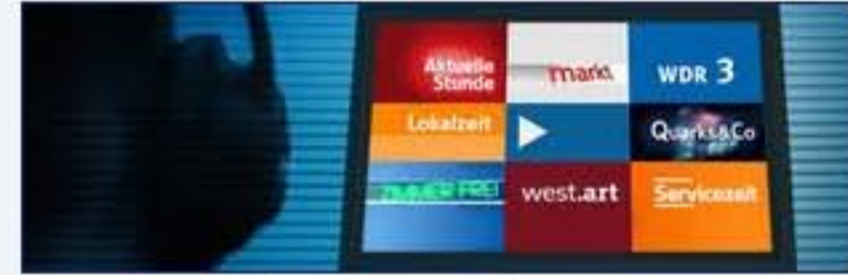 Aktuelle
Stunde
markt
WDR 3
Lokalzeit
Quarks&Co
ZIMMER FREI
west.art
Servicezeit